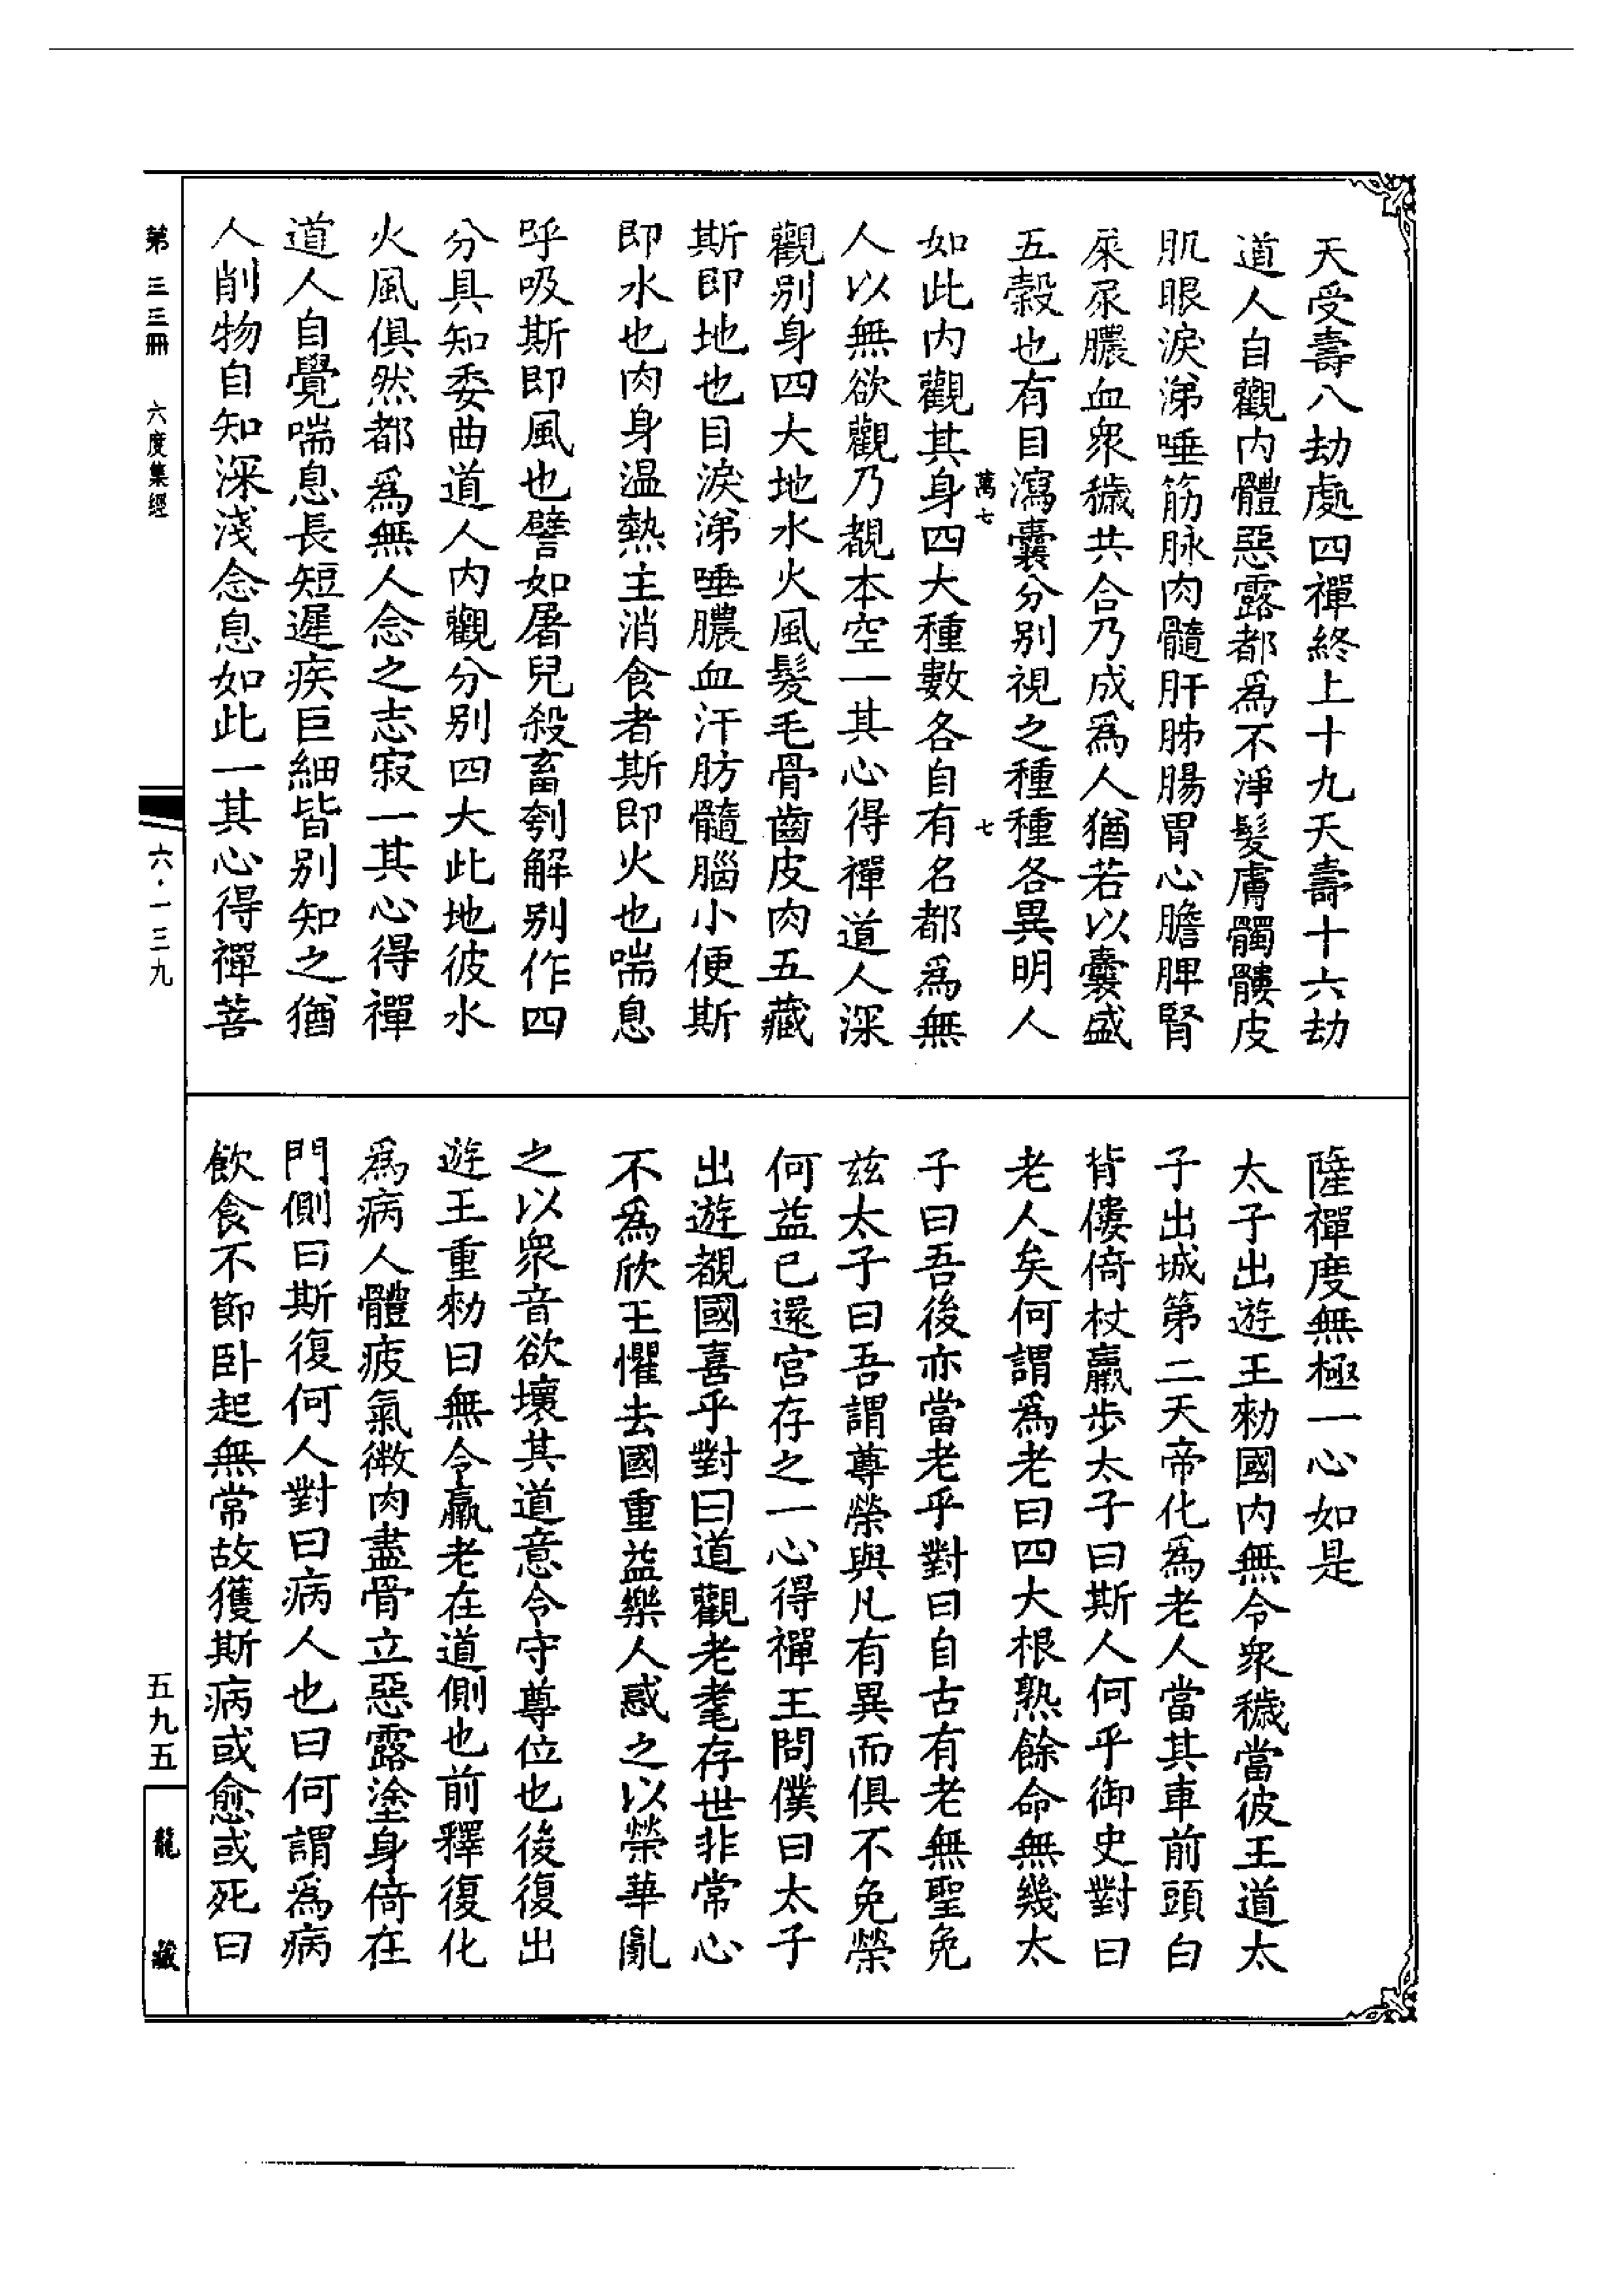 天受壽八劫處四禪終上十九天壽十六劫
道人自觀內體惡露都爲不淨髮膚髑髏皮
肌眼淚涕唾筋脉肉髓肝肺腸胃心膽脾腎
屎尿膿血衆穢共合乃成爲人猶若以囊盛
五穀也有目瀉囊分別視之種種各異明人
萬七 七
如此內觀其身四大種數各自有名都爲無
人以無欲觀乃覩本空一其心得禪道人深
觀別身四大地水火風髮毛骨齒皮肉五藏
斯即地也目淚涕唾膿血汗肪髓腦小便斯
即水也內身温熱主消食者斯即火也喘息
呼吸斯即風也譬如屠兒殺畜刳解別作四
分具知委曲道人內觀分別四大此地彼水
火風俱然都爲無人念之志寂一其心得禪
道人自覺喘息長短遲疾巨細皆別知之猶
人削物自知深淺念息如此一其心得禪菩
薩禪度無極一心如是
太子出遊王勑國內無令衆穢當彼王道太
子出城第二天帝化爲老人當其車前頭白
背僂倚杖羸步太子曰斯人何乎御史對曰
老人矣何謂爲老曰四大根熟餘命無幾太
子曰吾後亦當老乎對曰自古有老無聖免
兹太子曰吾謂尊榮與凡有異而俱不免榮
何益已還宮存之一心得禪王問僕曰太子
出遊覩國喜乎對曰道觀老耄存世非常心
不爲欣王懼去國重益樂人惑之以榮華亂
之以衆音欲壞其道意令守尊位也後復出
遊王重勑曰無令羸老在道側也前釋復化
爲病人體疲氣微肉盡骨立惡露塗身倚在
門側曰斯復何人對曰病人也曰何謂爲病
飲食不節卧起無常故獲斯病或愈或死曰
第三三冊 六度集經
六·一三九
五九五
龍藏